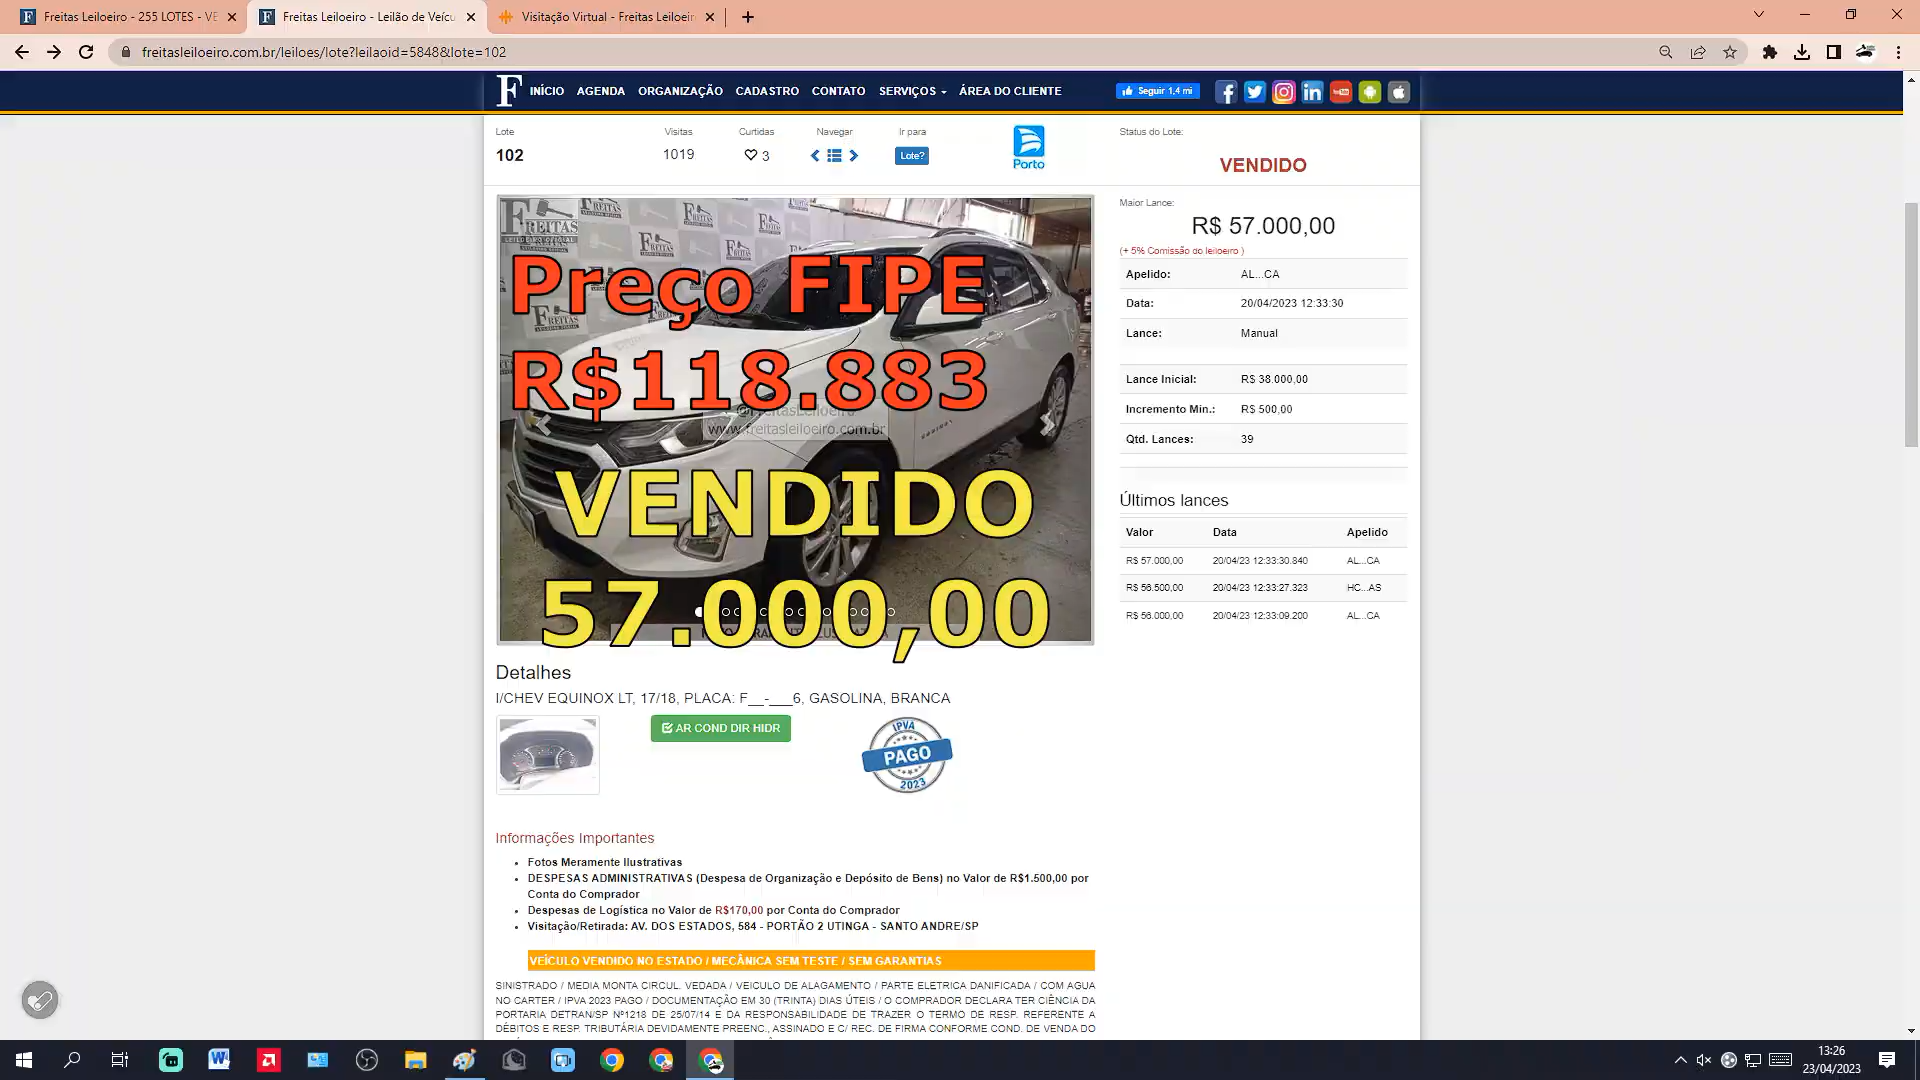 Freitas Leiloeiro - 255 LOTES - VE
Freitas Leiloeiro - Leilão de Veícu
Visitação Virtual - Freitas Leiloeir
freitasleiloeiro.com.br/leiloes/lote?leilaoid=5848&lote=102
F INÍCIO AGENDA ORGANIZAÇÃO CADASTRO CONTATO SERVIÇOS ÁREA DO CLIENTE Seguir 1,4 mi
Lote Visitas Curtidas Navegar Ir para Status do Lote:
102 1019 3 Lote? Porto VENDIDO
FREITAS
LEILOEIRO OFICIAL
Maior Lance:
R$ 57.000,00
(+ 5% Comissão do leiloeiro )
Apelido: AL...CA
Data: 20/04/2023 12:33:30
Lance: Manual
Lance Inicial: R$ 38.000,00
Incremento Min.: R$ 500,00
Qtd. Lances: 39
Preço FIPE
R$118.883
@FreitasLeiloeiro
www.freitasleiloeiro.com.br
VENDIDO
57.000,00
Últimos lances
Valor Data Apelido
R$ 57.000,00 20/04/23 12:33:30.840 AL...CA
R$ 56.500,00 20/04/23 12:33:27.323 HC...AS
R$ 56.000,00 20/04/23 12:33:09.200 AL...CA
Detalhes
I/CHEV EQUINOX LT, 17/18, PLACA: F__-___6, GASOLINA, BRANCA
AR COND DIR HIDR
IPVA
PAGO
2023
Informações Importantes
Fotos Meramente Ilustrativas
DESPESAS ADMINISTRATIVAS (Despesa de Organização e Depósito de Bens) no Valor de R$1.500,00 por
Conta do Comprador
Despesas de Logística no Valor de R$170,00 por Conta do Comprador
Visitação/Retirada: AV. DOS ESTADOS, 584 - PORTÃO 2 UTINGA - SANTO ANDRE/SP
VEÍCULO VENDIDO NO ESTADO / MECÂNICA SEM TESTE / SEM GARANTIAS
SINISTRADO / MEDIA MONTA CIRCUL. VEDADA / VEICULO DE ALAGAMENTO / PARTE ELETRICA DANIFICADA / COM AGUA
NO CARTER / IPVA 2023 PAGO / DOCUMENTAÇÃO EM 30 (TRINTA) DIAS ÚTEIS / O COMPRADOR DECLARA TER CIÊNCIA DA
PORTARIA DETRAN/SP Nº1218 DE 25/07/14 E DA RESPONSABILIDADE DE TRAZER O TERMO DE RESP. REFERENTE A
DÉBITOS E RESP. TRIBUTÁRIA DEVIDAMENTE PREENC., ASSINADO E C/ REC. DE FIRMA CONFORME COND. DE VENDA DO
13:26
23/04/2023